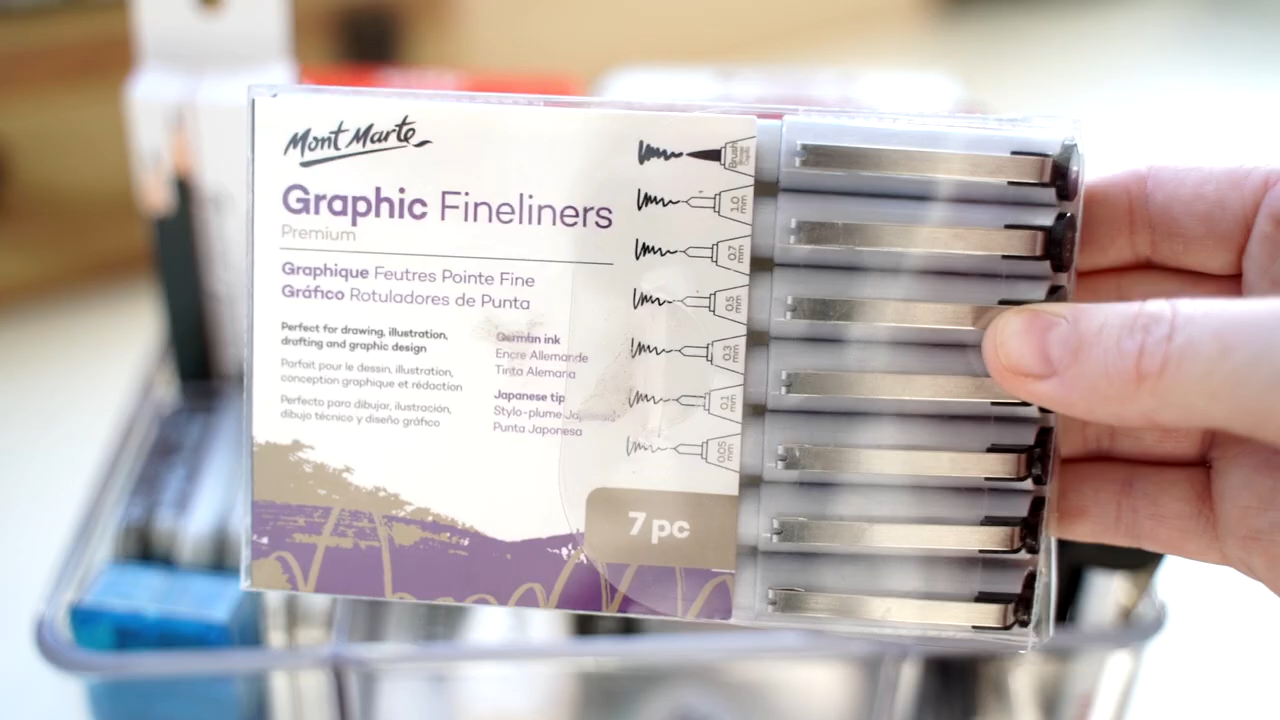 Mont Marte
Graphic Fineliners
Premium
Graphique Feutres Pointe Fine
Gráfico Rotuladores de Punta
Perfect for drawing, illustration,
drafting and graphic design
Parfait pour le dessin, illustration,
conception graphique et rédaction
Perfecto para dibujar, ilustración,
dibujo técnico y diseño gráfico
German ink
Encre Allemande
Tinta Alemana
Japanese tip
Stylo-plume
Punta Japonesa
Brush
1.0
mm
0.7
mm
0.5
mm
0.3
mm
0.1
mm
0.05
mm
7 pc